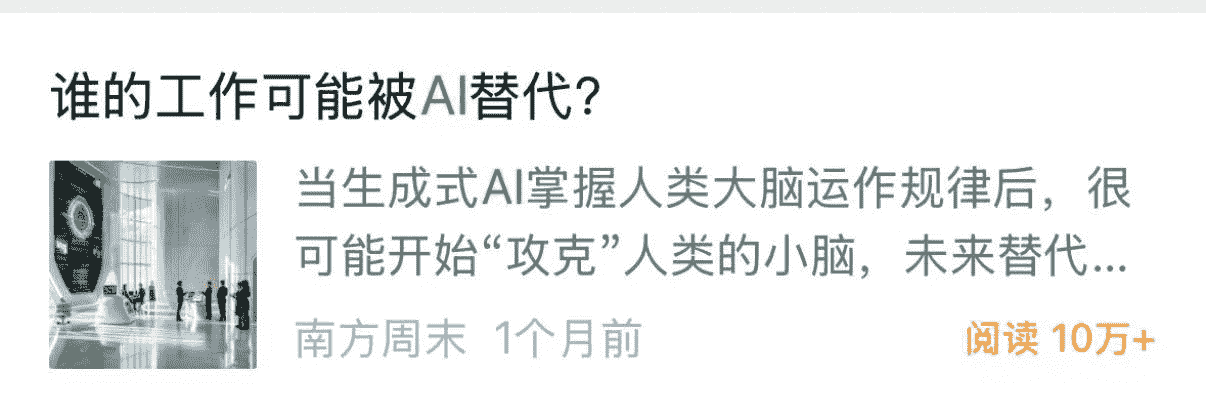 谁的工作可能被AI替代?
当生成式AI掌握人类大脑运作规律后，很
可能开始“攻克”人类的小脑，未来替代...
南方周末 1个月前
阅读 10万+